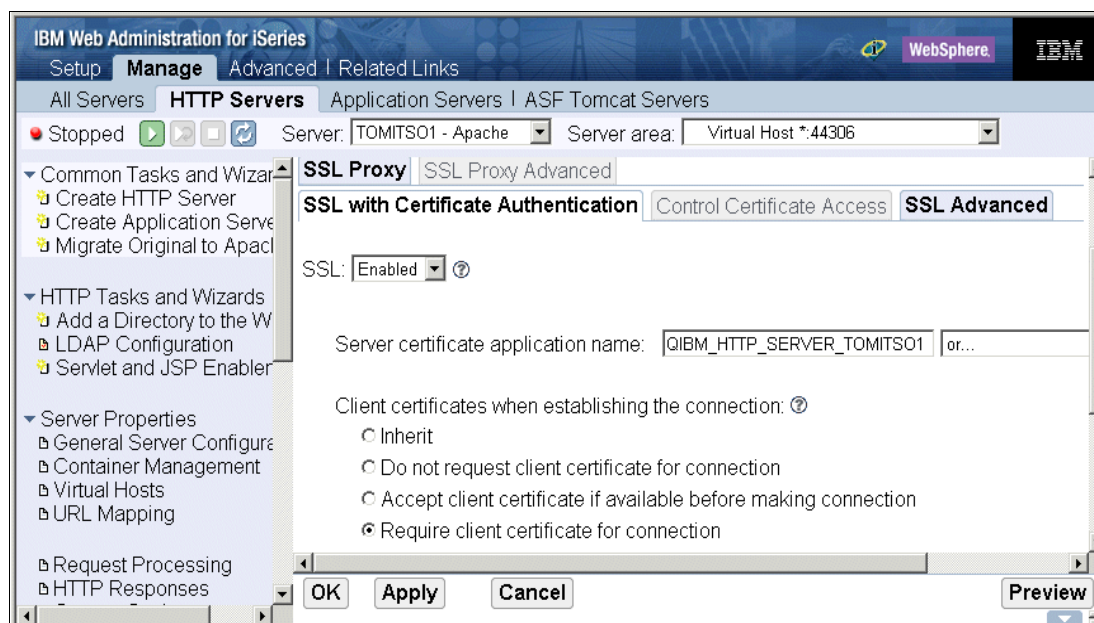 IBM Web Administration for iSeries
WebSphere.
IBM
Setup Manage Advanced | Related Links
All Servers HTTP Servers Application Servers | ASF Tomcat Servers
Stopped Server: TOMITSO1 - Apache Server area: Virtual Host *:44306
Common Tasks and Wizar
Create HTTP Server
Create Application Serve
Migrate Original to Apacl
HTTP Tasks and Wizards
Add a Directory to the W
LDAP Configuration
Servlet and JSP Enabler
Server Properties
General Server Configura
Container Management
Virtual Hosts
URL Mapping
Request Processing
HTTP Responses
SSL Proxy SSL Proxy Advanced
SSL with Certificate Authentication Control Certificate Access SSL Advanced
SSL: Enabled ?
Server certificate application name: QIBM_HTTP_SERVER_TOMITSO1 or...
Client certificates when establishing the connection: ?
Inherit
Do not request client certificate for connection
Accept client certificate if available before making connection
Require client certificate for connection
OK Apply Cancel Preview